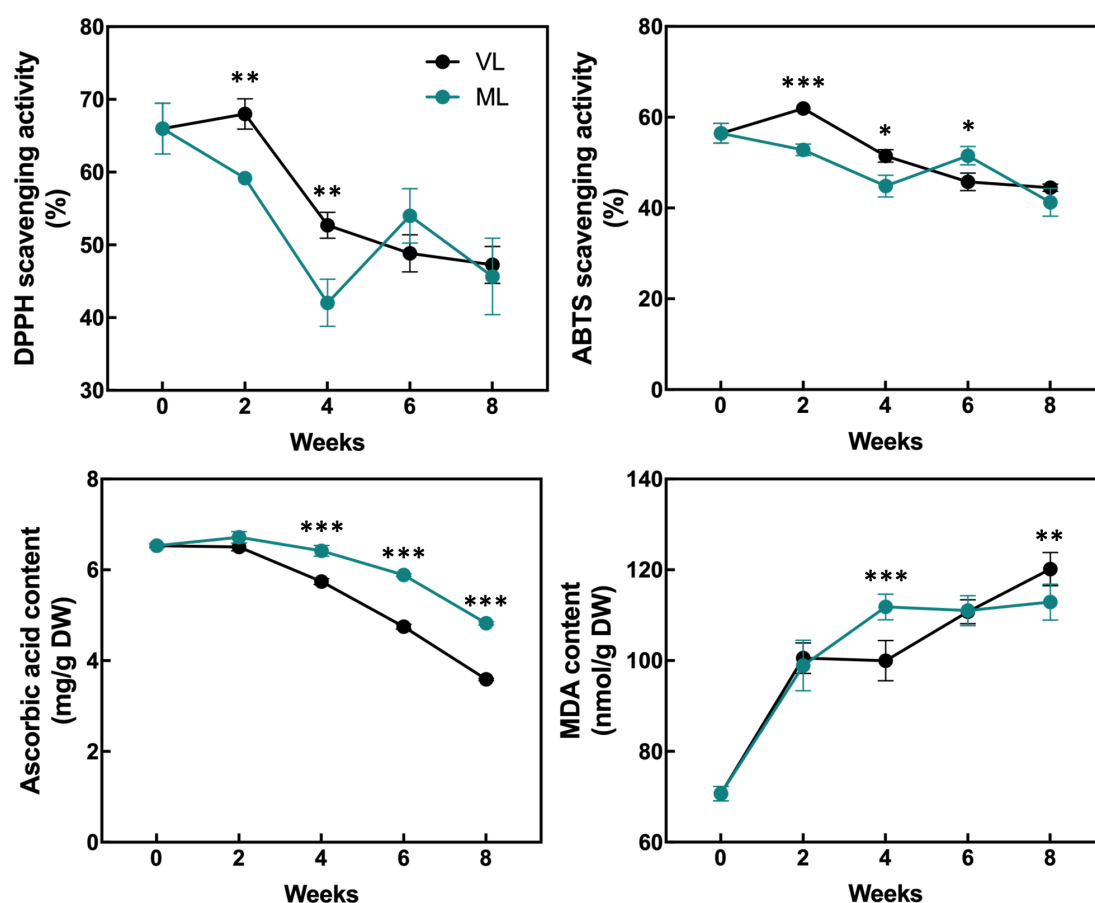 DPPH scavenging activity
(%)
80
70
60
50
40
30
**
**
VL
ML
0 2 4 6 8
Weeks
ABTS scavenging activity
(%)
80
60
40
20
0
***
*
*
0 2 4 6 8
Weeks
Ascorbic acid content
(mg/g DW)
8
6
4
2
0
***
***
***
0 2 4 6 8
Weeks
MDA content
(nmol/g DW)
140
120
100
80
60
***
**
0 2 4 6 8
Weeks